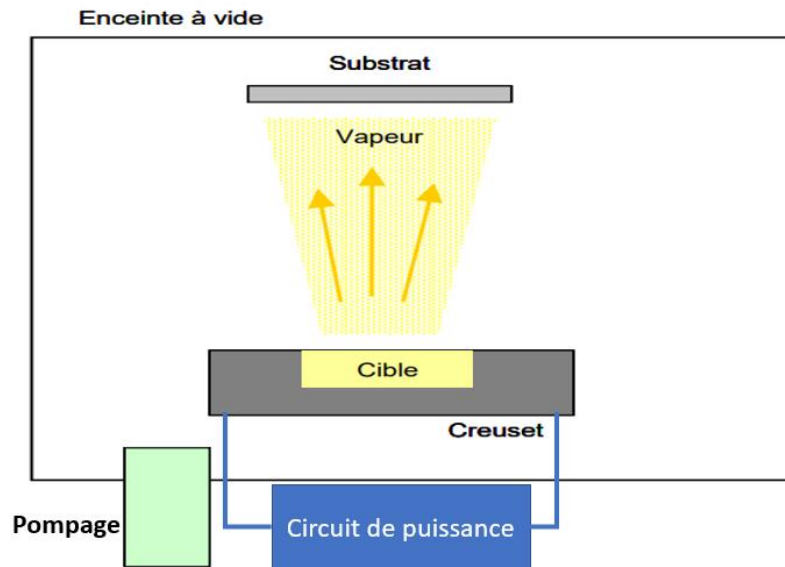 Enceinte à vide
Substrat
Vapeur
Cible
Creuset
Pompage
Circuit de puissance